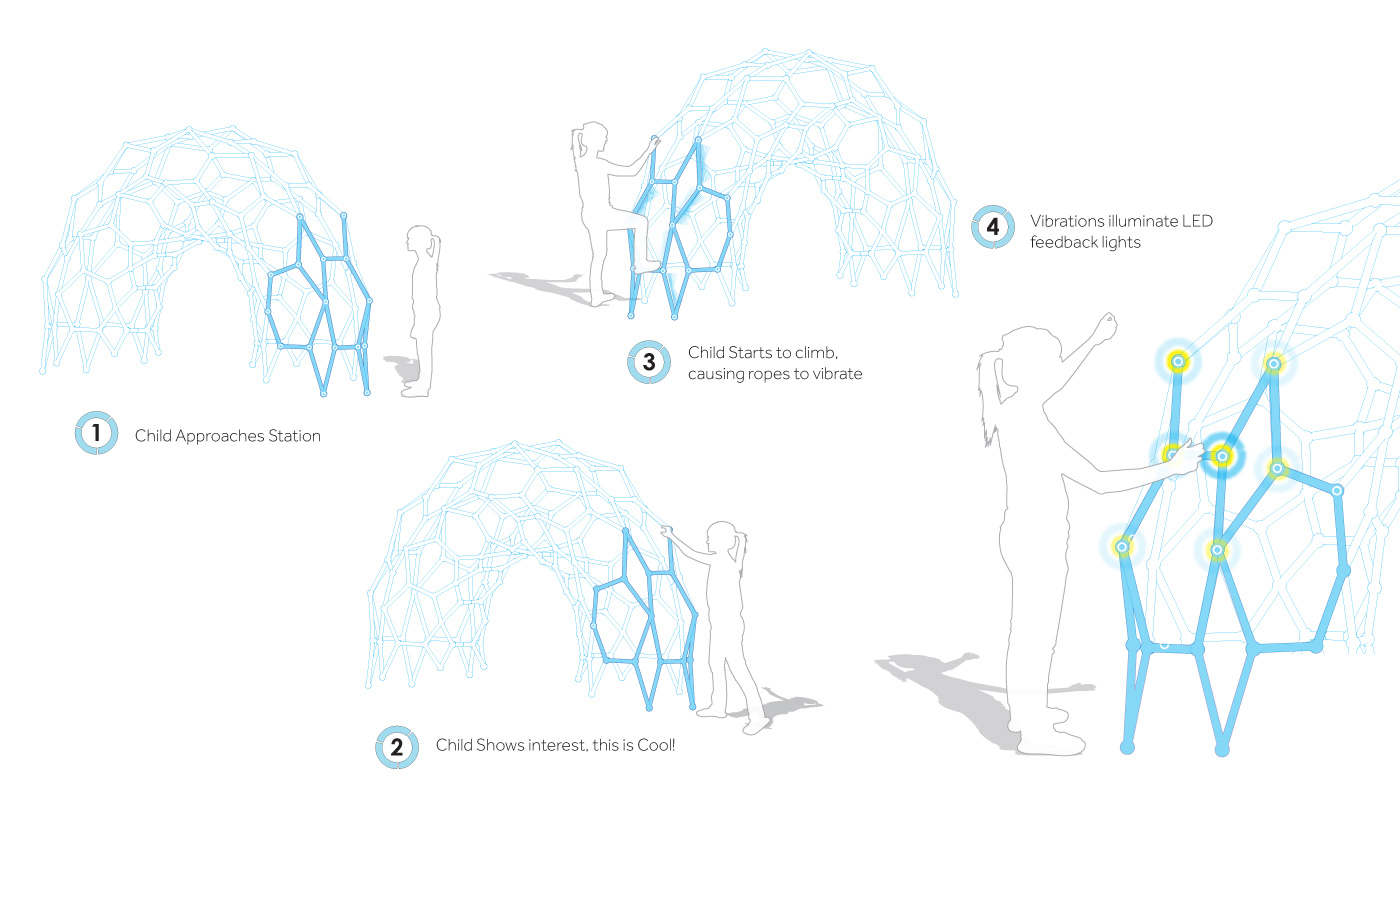 1
Child Approaches Station
2
Child Shows interest, this is Cool!
3
Child Starts to climb,
causing ropes to vibrate
4
Vibrations illuminate LED
feedback lights